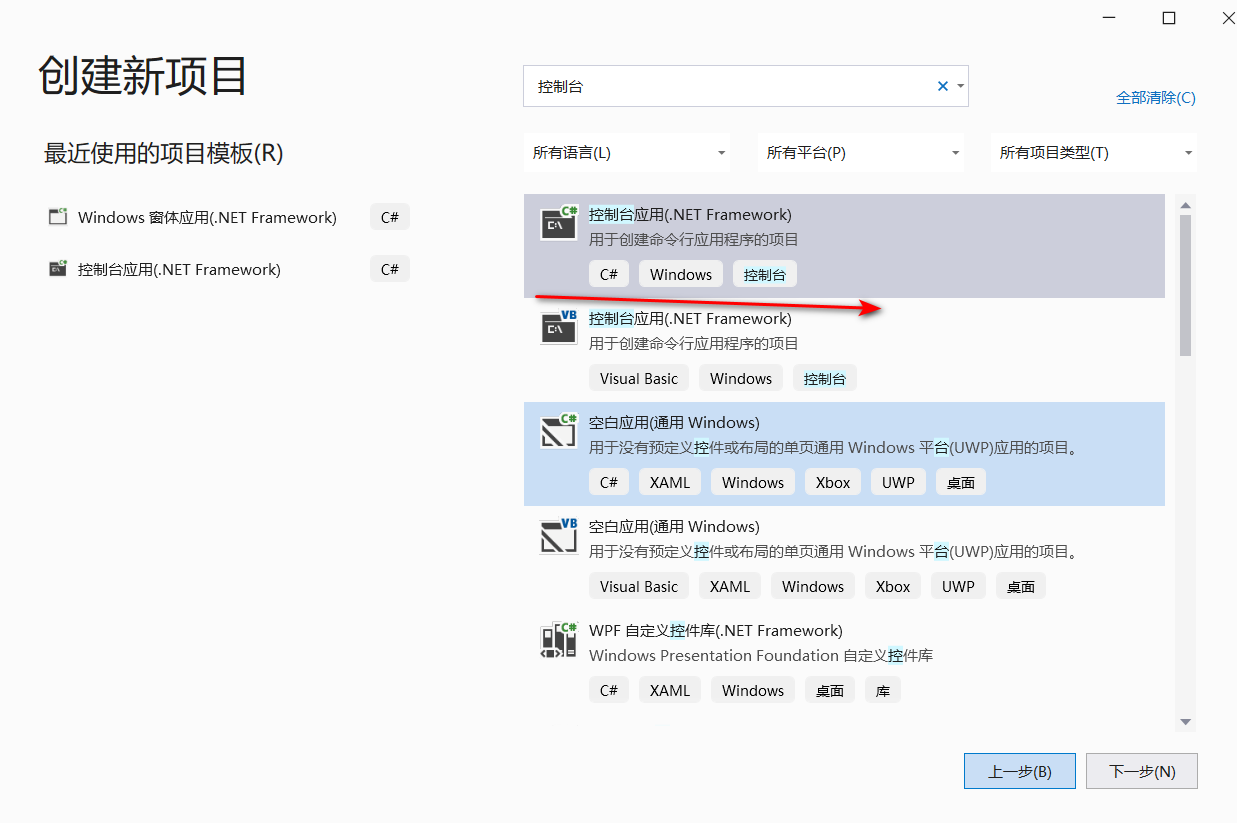 创建新项目
最近使用的项目模板(R)
Windows 窗体应用(.NET Framework) C#
控制台应用(.NET Framework) C#
控制台
全部清除(C)
所有语言(L) 所有平台(P) 所有项目类型(T)
C#
控制台应用(.NET Framework)
用于创建命令行应用程序的项目
C# Windows 控制台
VB
控制台应用(.NET Framework)
用于创建命令行应用程序的项目
Visual Basic Windows 控制台
C#
空白应用(通用 Windows)
用于没有预定义控件或布局的单页通用 Windows 平台(UWP)应用的项目。
C# XAML Windows Xbox UWP 桌面
VB
空白应用(通用 Windows)
用于没有预定义控件或布局的单页通用 Windows 平台(UWP)应用的项目。
Visual Basic XAML Windows Xbox UWP 桌面
C#
WPF 自定义控件库(.NET Framework)
Windows Presentation Foundation 自定义控件库
C# XAML Windows 桌面 库
上一步(B) 下一步(N)